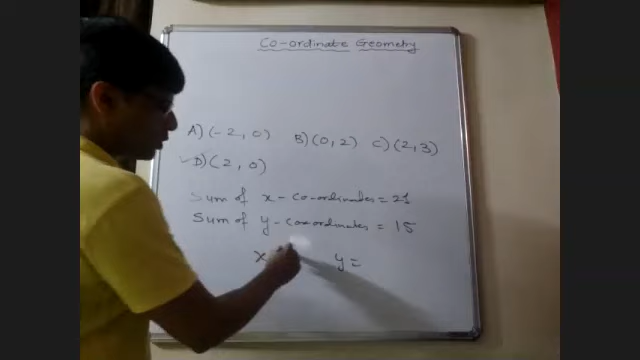 Co-ordinate Geometry
A) (-2, 0) B) (0, 2) C) (2, 3)
D) (2, 0)
Sum of x - co-ordinates = 21
Sum of y - co-ordinates = 15
x y =